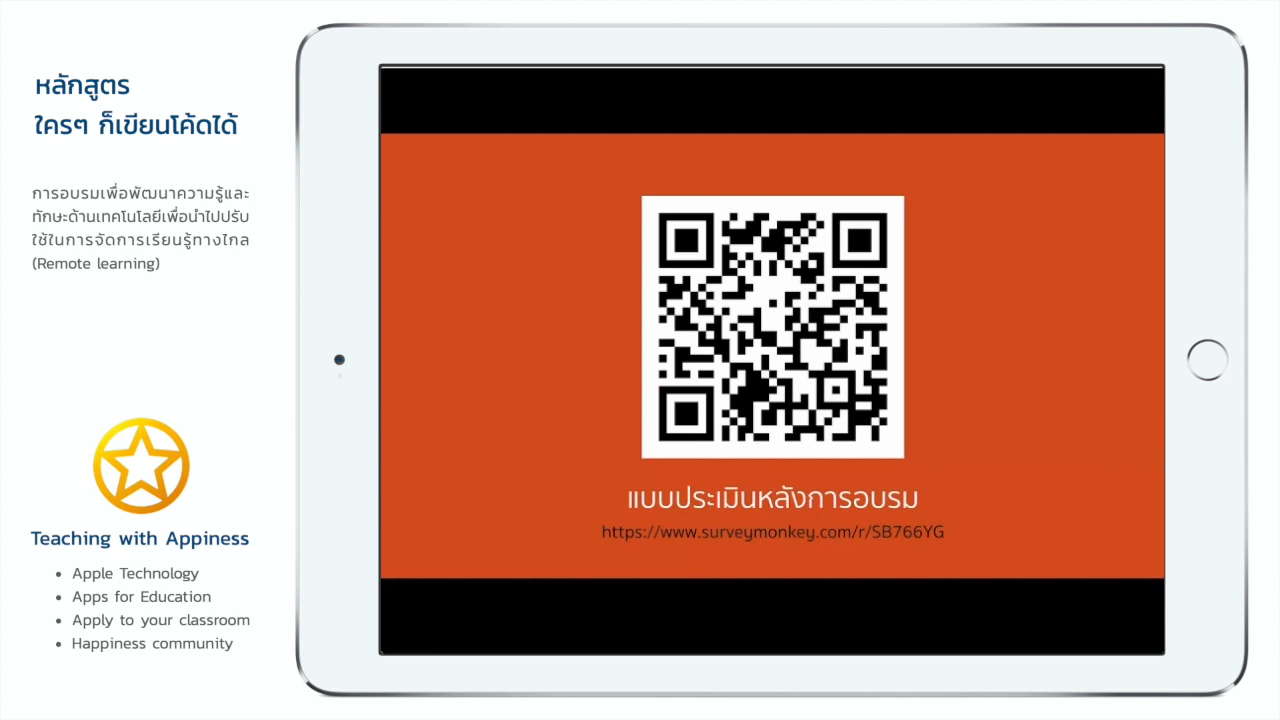 หลักสูตร
ใครๆ ก็เขียนโค้ดได้
การอบรมเพื่อพัฒนาความรู้และ
ทักษะด้านเทคโนโลยีเพื่อนำไปปรับ
ใช้ในการจัดการเรียนรู้ทางไกล
(Remote learning)
Teaching with Appiness
• Apple Technology
• Apps for Education
• Apply to your classroom
• Happiness community
แบบประเมินหลังการอบรม
https://www.surveymonkey.com/r/SB766YG